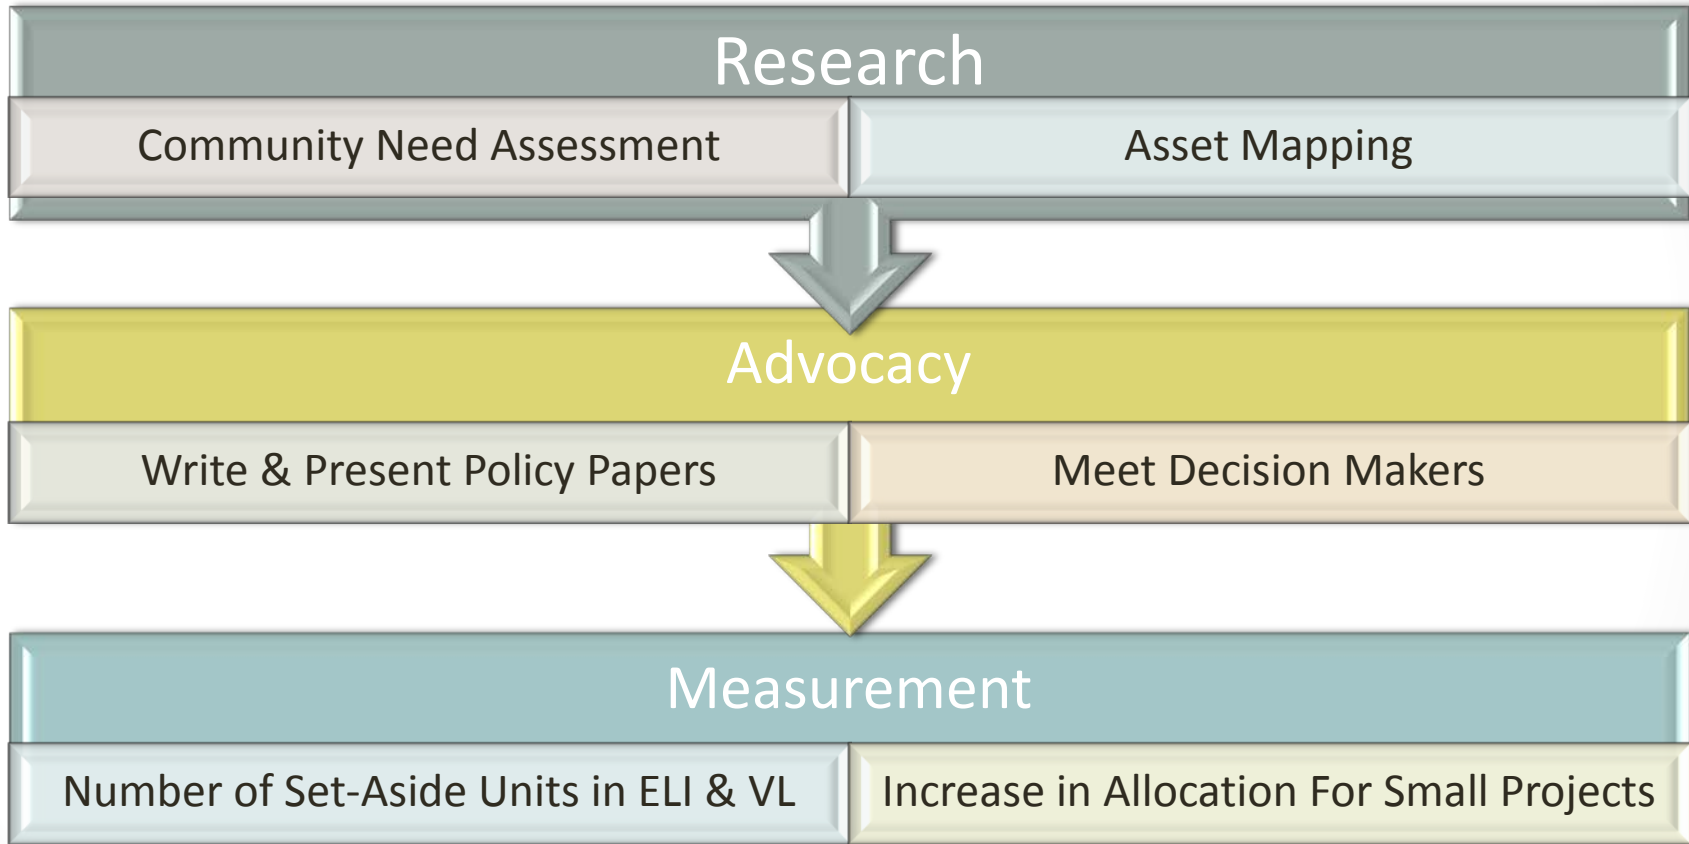 Research
Community Need Assessment
Asset Mapping
Advocacy
Write & Present Policy Papers
Meet Decision Makers
Measurement
Number of Set-Aside Units in ELI & VL
Increase in Allocation For Small Projects